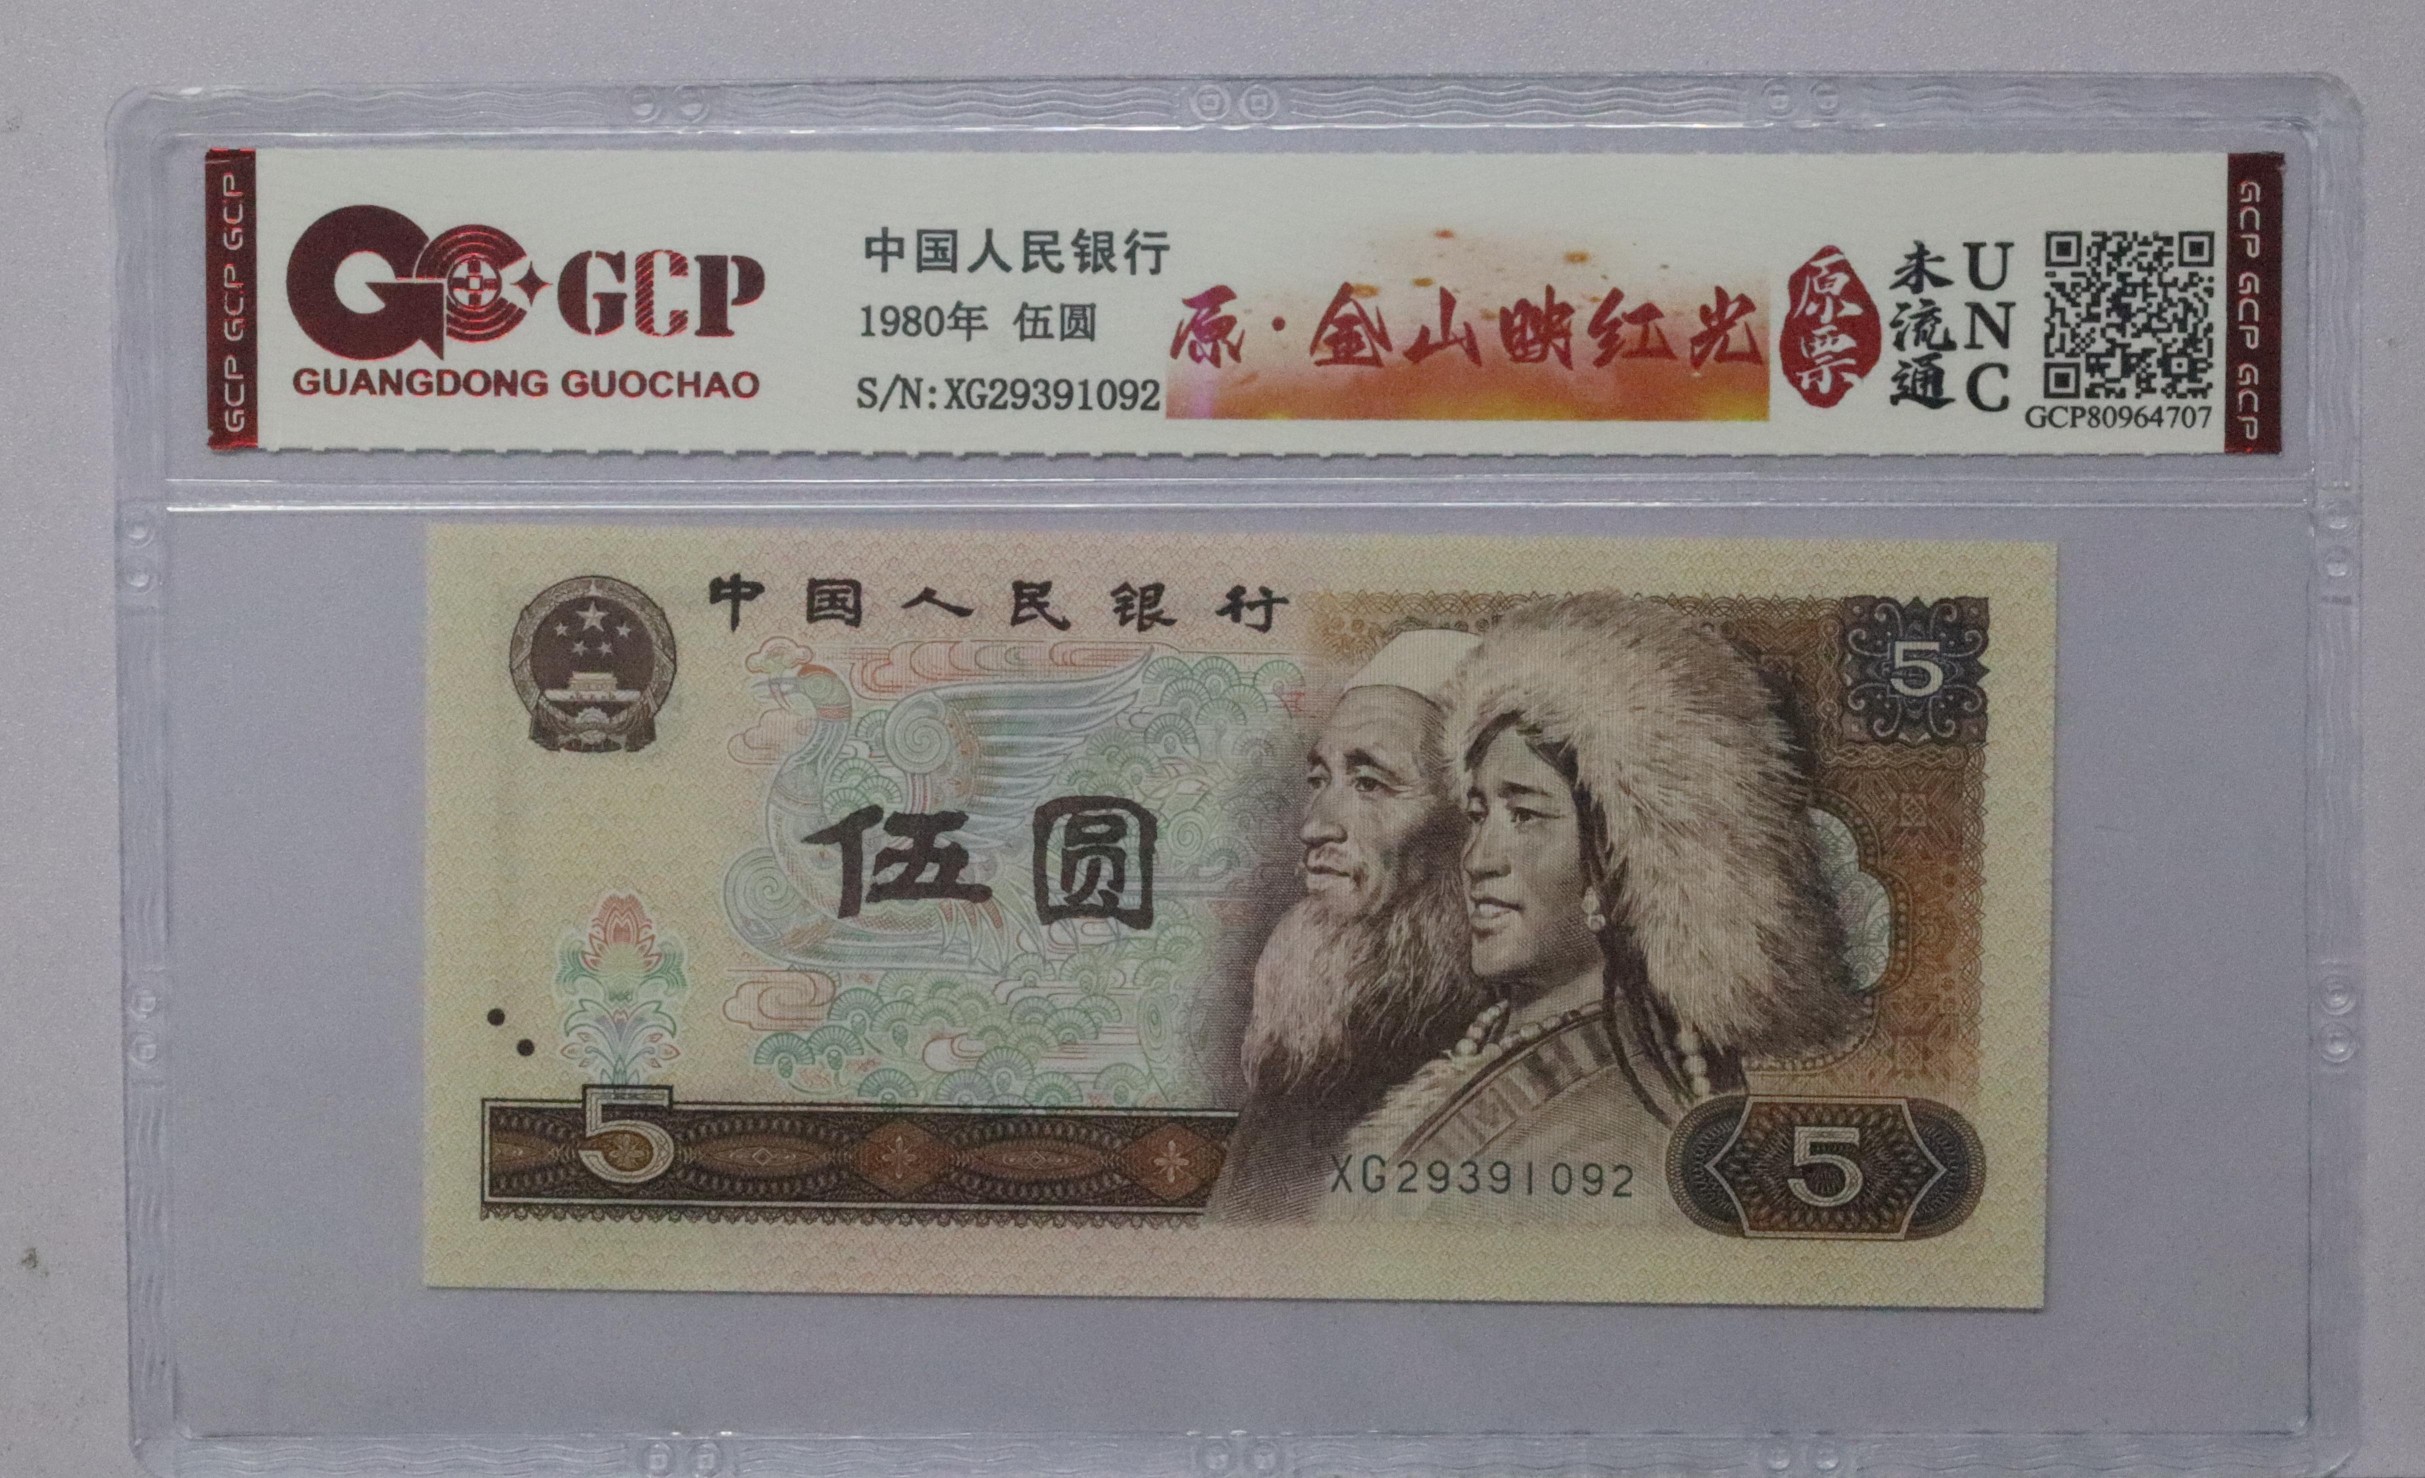 GCP GCP GCP
GCP
GUANGDONG GUOCHAO
中国人民银行
1980年 伍圆
S/N:XG29391092
原·金山映红光
原票
未流通
UNC
GCP80964707
GCP GCP GCP
中国人民银行
5
伍圆
5
XG29391092
5